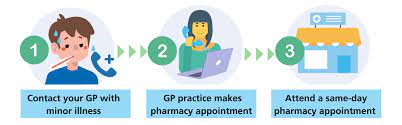 1
2
3
Contact your GP with
minor illness
GP practice makes
pharmacy appointment
Attend a same-day
pharmacy appointment